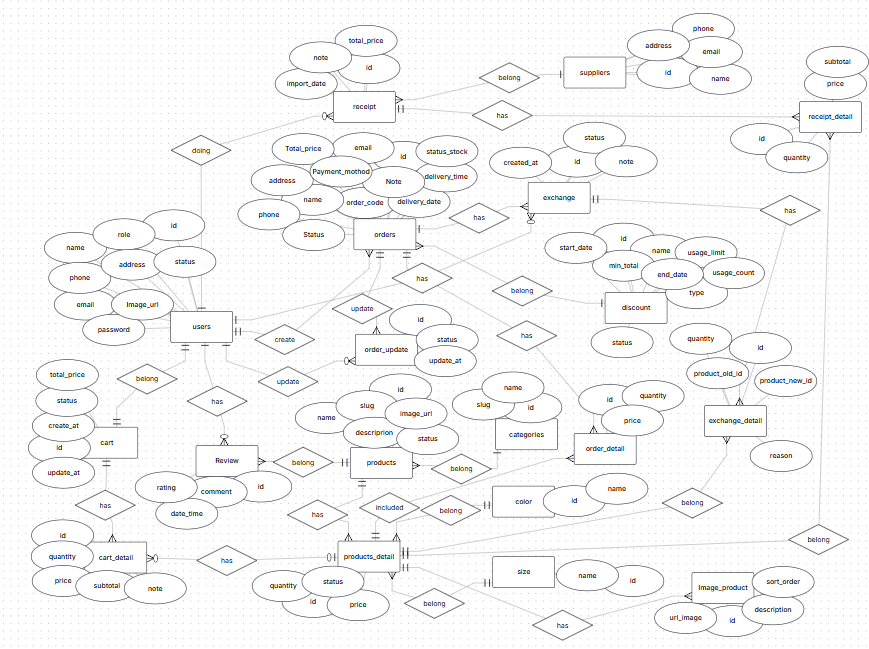 phone
total_price
address
note
email
subtotal
id
suppliers
id
name
import_date
belong
price
receipt
has
receipt_detail
status
id
doing
Total_price
email
id
status_stock
created_at
id
note
quantity
address
Payment_mothod
Note
delivery_time
name
order_code
delivery_date
exchange
phone
has
has
Status
orders
role
id
start_date
id
name
usage_limit
name
address
status
min_total
end_date
usage_count
phone
has
belong
type
email
Image_url
update
discount
password
users
id
create
has
status
quantity
id
order_update
status
update_at
total_price
belong
update
product_old_id
product_new_id
status
has
id
name
id
quantity
slug
image_url
slug
id
create_at
name
price
exchange_detail
descriprion
status
categories
id
cart
order_detail
reason
update_at
Review
belong
products
belong
rating
comment
id
name
color
id
has
date_time
has
included
belong
belong
id
belong
quantity
cart_detail
has
products_detail
price
subtotal
note
quantity
status
size
name
id
image_product
sort_order
id
price
belong
description
url_image
id
has